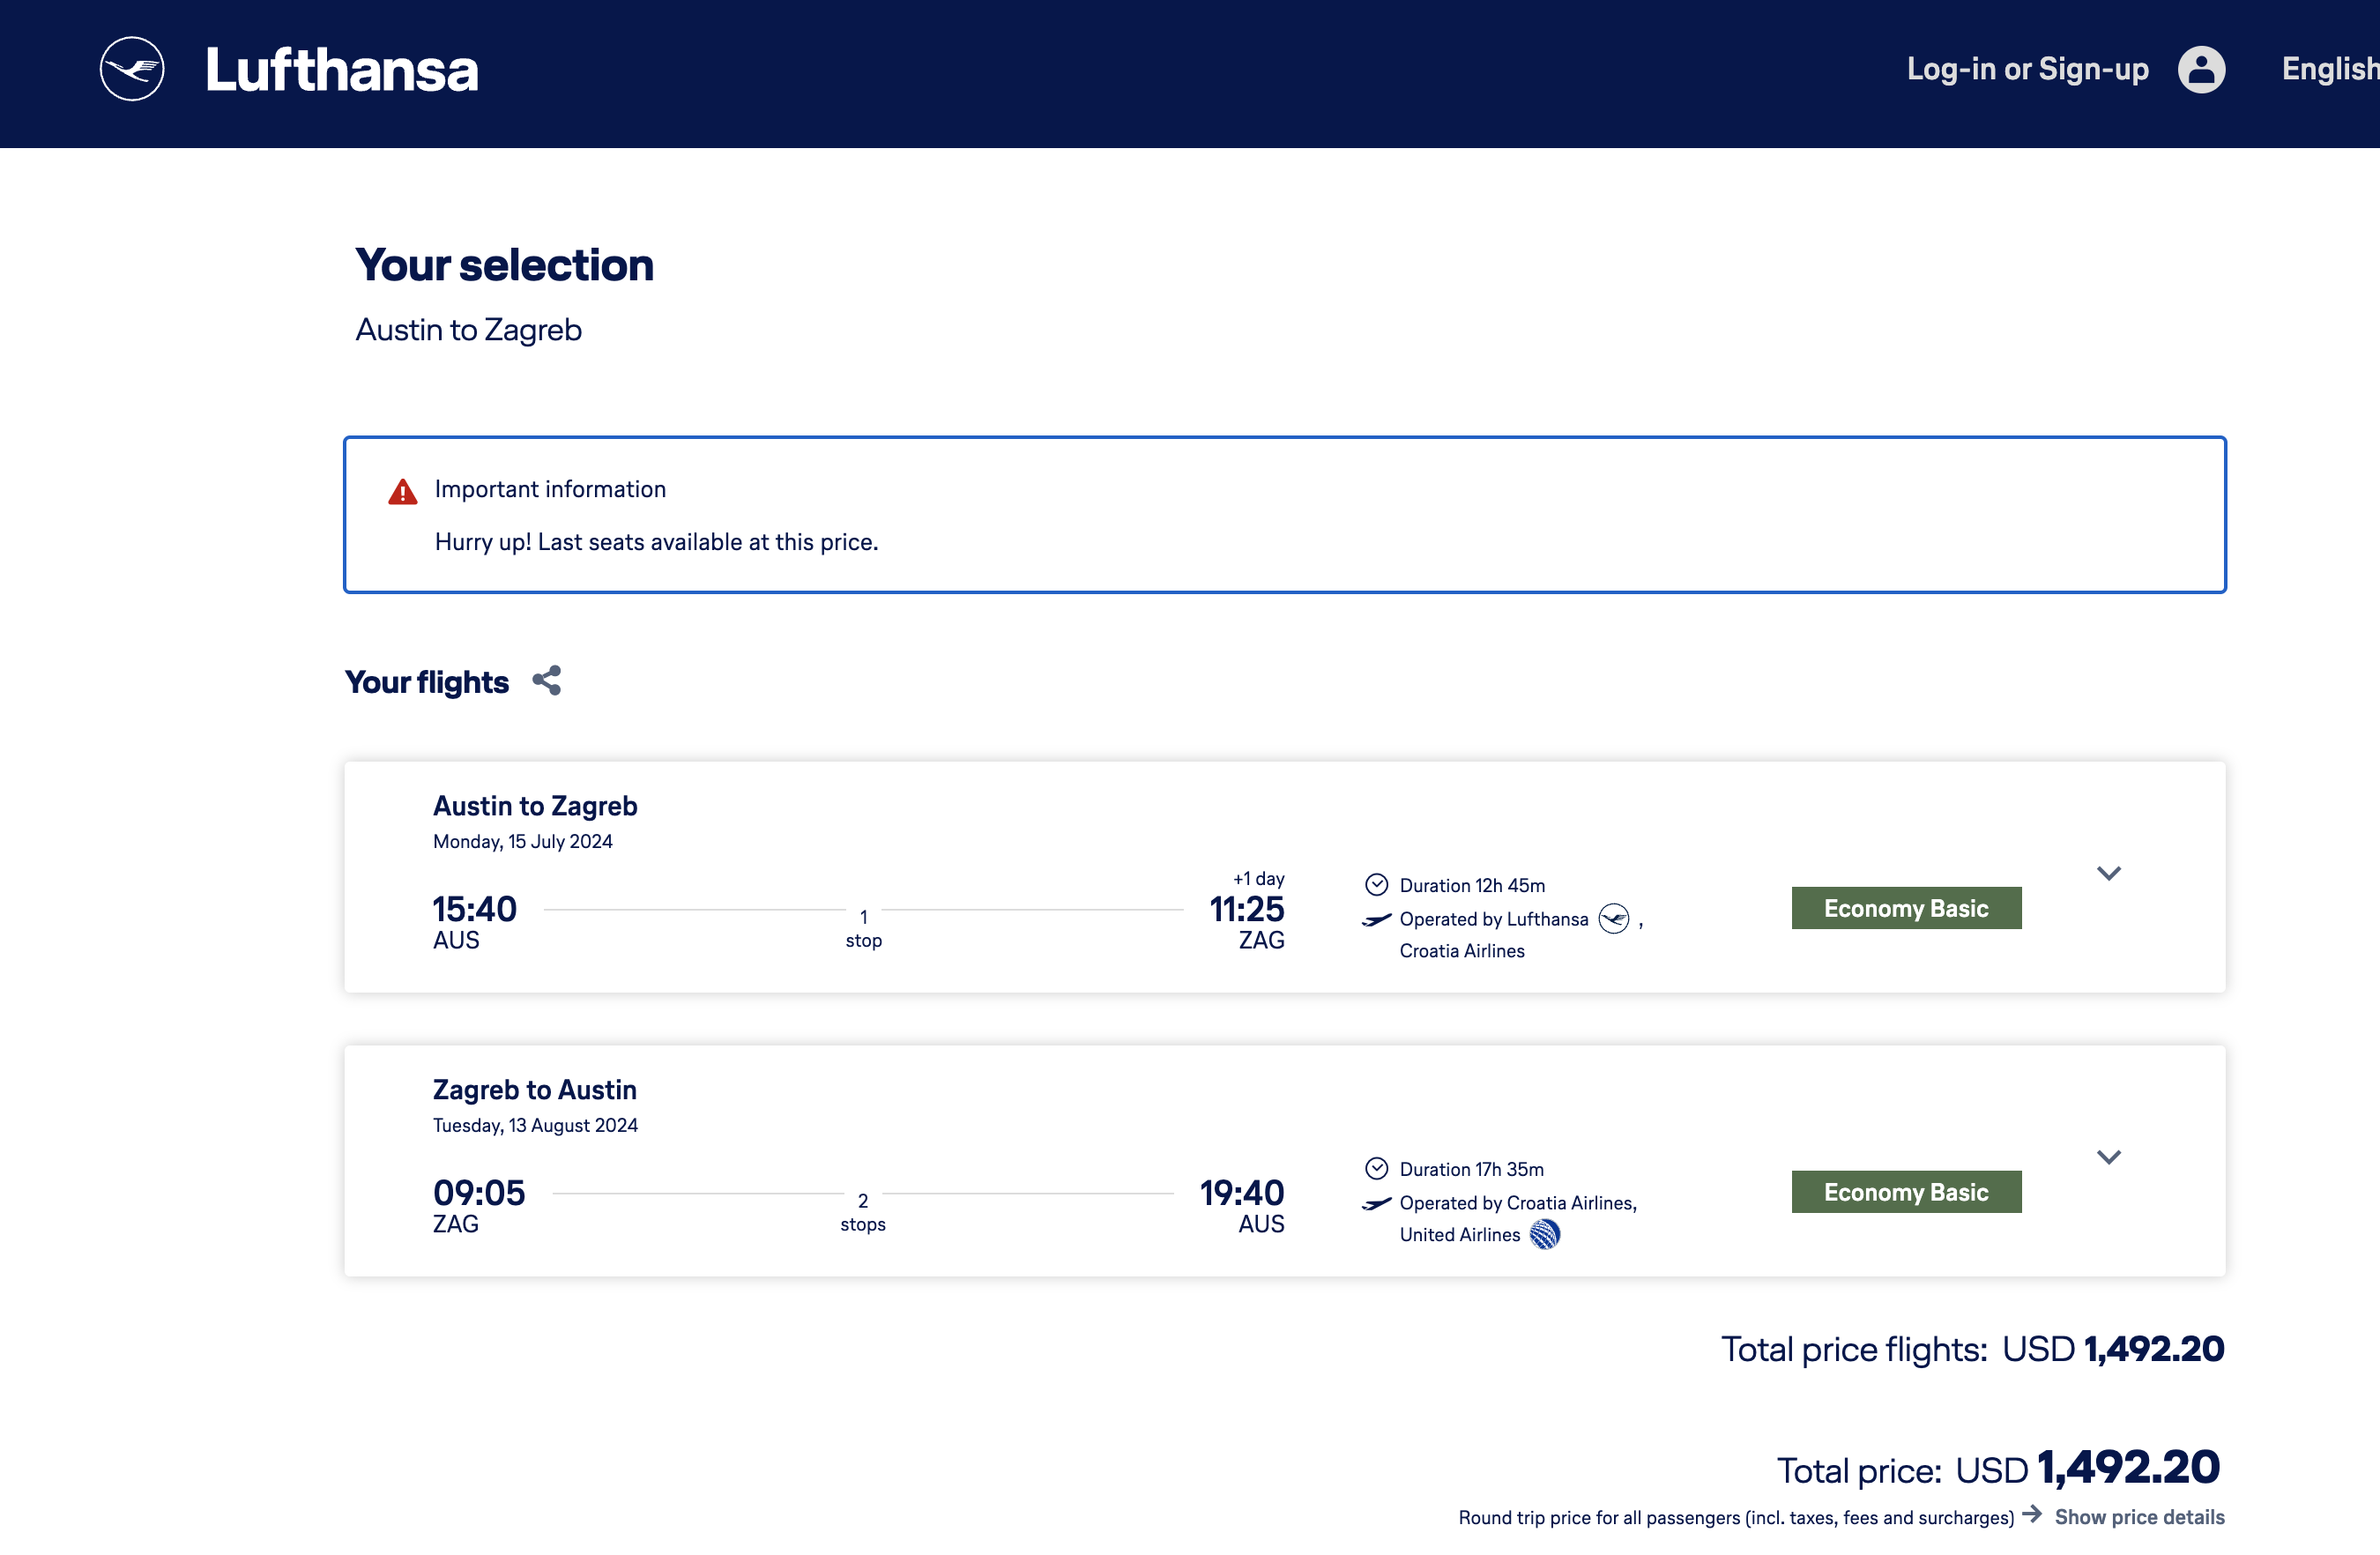 Lufthansa
Log-in or Sign-up
English
Your selection
Austin to Zagreb
Important information
Hurry up! Last seats available at this price.
Your flights
Austin to Zagreb
Monday, 15 July 2024
15:40
AUS
1
stop
+1 day
11:25
ZAG
Duration 12h 45m
Operated by Lufthansa ,
Croatia Airlines
Economy Basic
Zagreb to Austin
Tuesday, 13 August 2024
09:05
ZAG
2
stops
19:40
AUS
Duration 17h 35m
Operated by Croatia Airlines,
United Airlines
Economy Basic
Total price flights: USD 1,492.20
Total price: USD 1,492.20
Round trip price for all passengers (incl. taxes, fees and surcharges) → Show price details